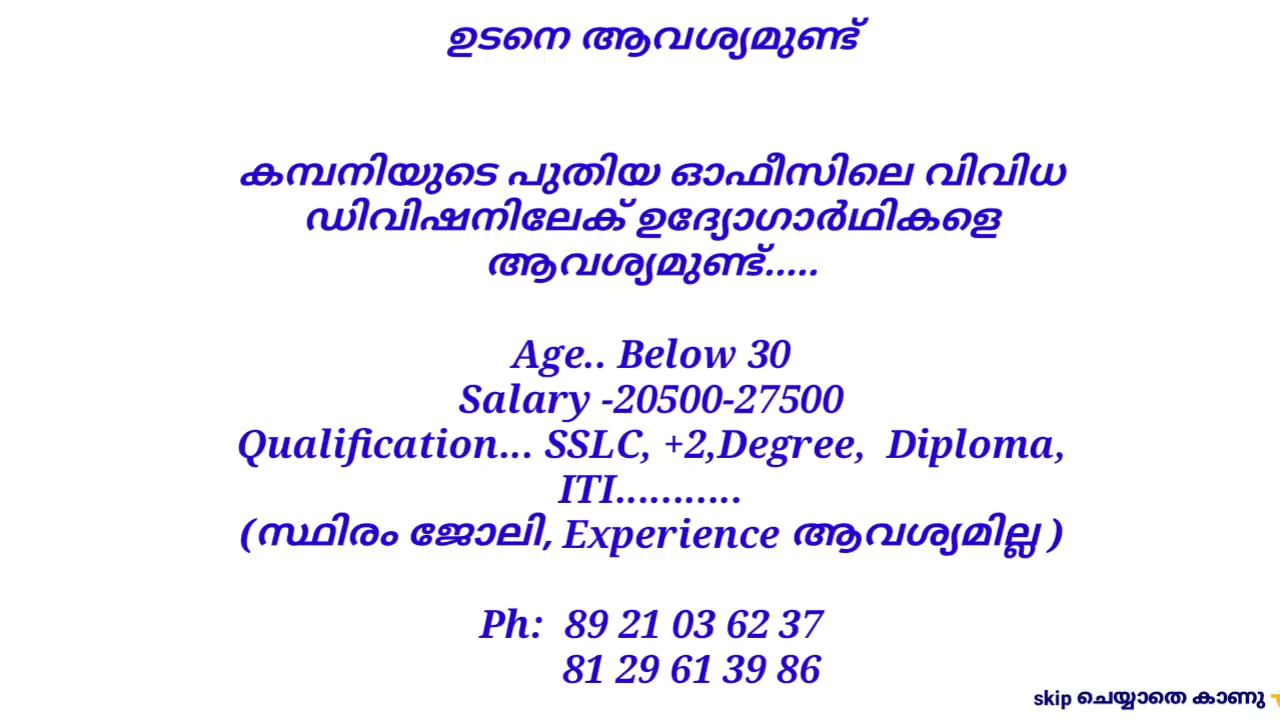 ഉടനെ ആവശ്യമുണ്ട്
കമ്പനിയുടെ പുതിയ ഓഫീസിലെ വിവിധ
ഡിവിഷനിലേക് ഉദ്യോഗാർഥികളെ
ആവശ്യമുണ്ട്.....
Age.. Below 30
Salary -20500-27500
Qualification... SSLC, +2,Degree, Diploma,
ITI...........
(സ്ഥിരം ജോലി, Experience ആവശ്യമില്ല )
Ph: 89 21 03 62 37
81 29 61 39 86
skip ചെയ്യാതെ കാണു